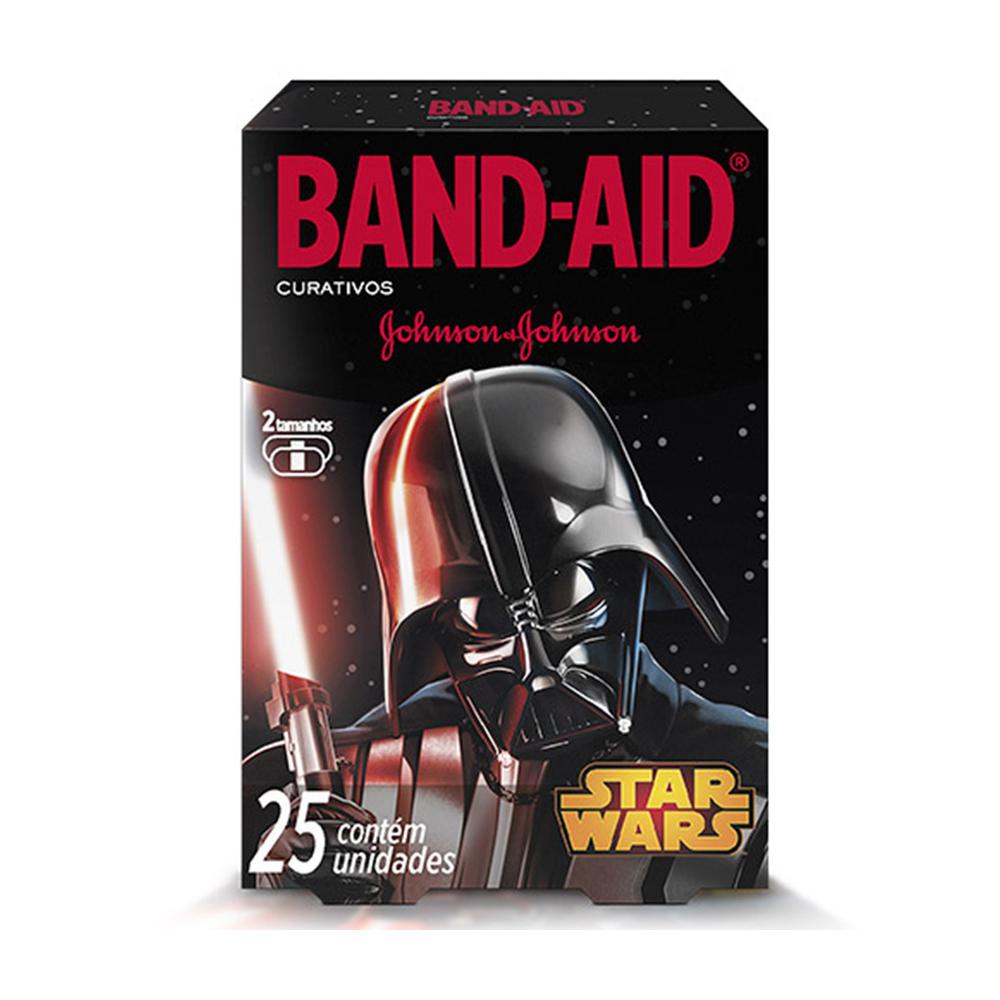 BAND-AID
BAND-AID®
CURATIVOS
Johnson & Johnson
2 tamanhos
25 contém
unidades
STAR
WARS